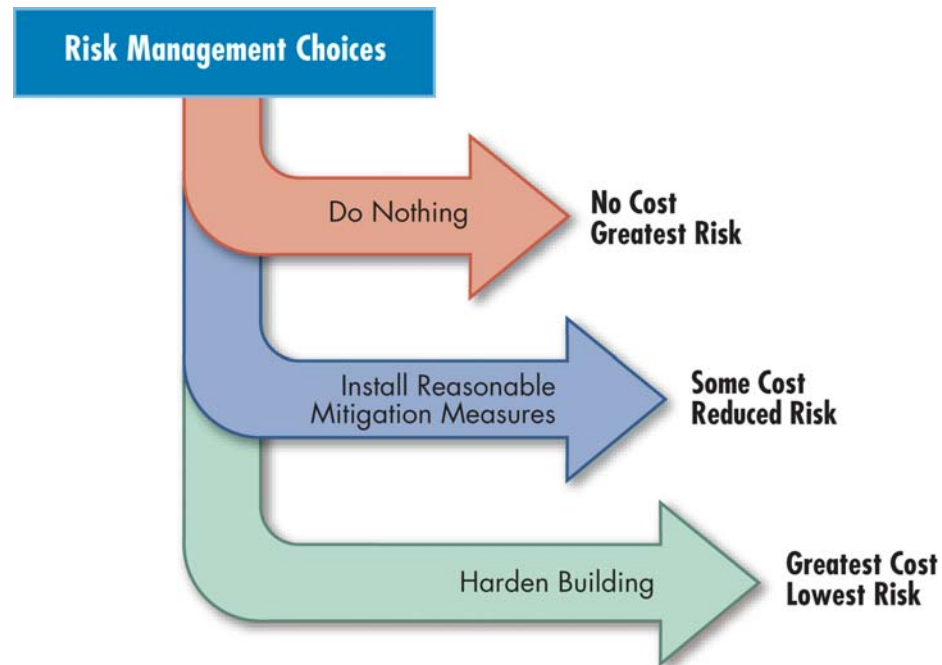 Risk Management Choices
Do Nothing
No Cost
Greatest Risk
Install Reasonable
Mitigation Measures
Some Cost
Reduced Risk
Harden Building
Greatest Cost
Lowest Risk